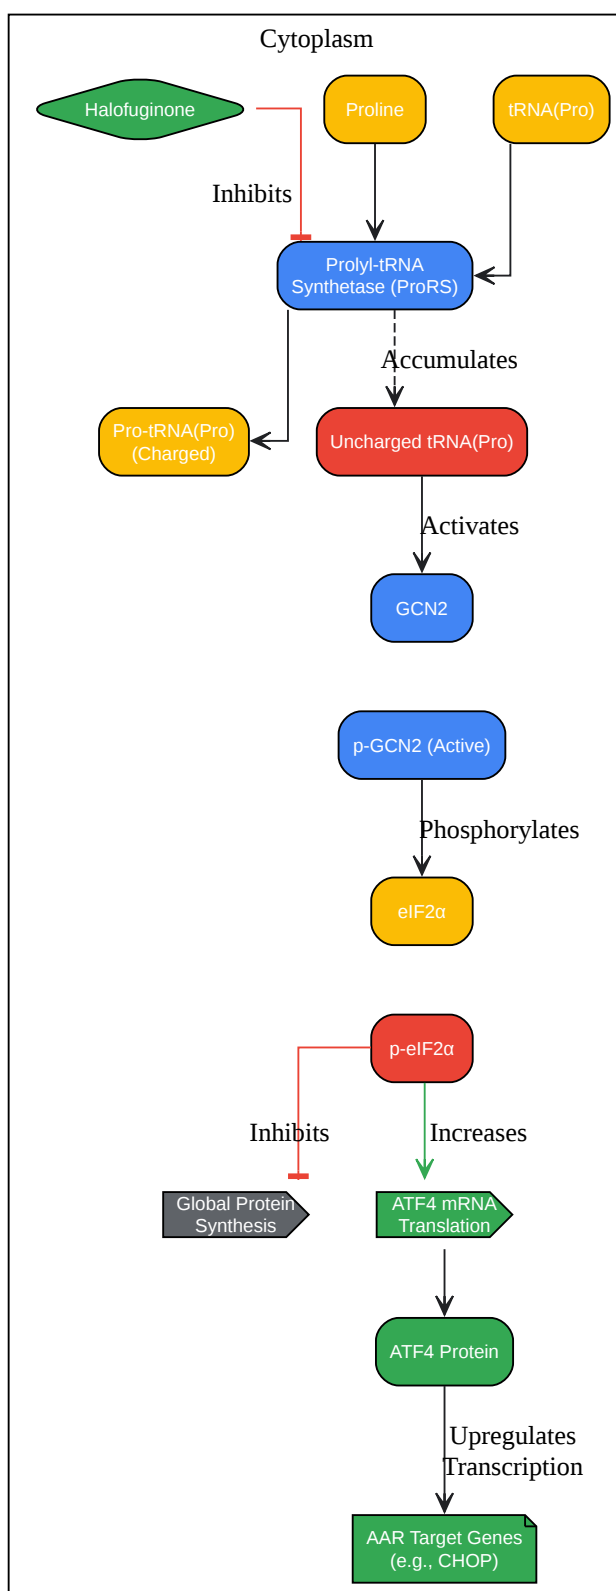 Cytoplasm
Halofuginone
Proline
tRNA(Pro)
Inhibits
Prolyl-tRNA
Synthetase (ProRS)
Accumulates
Pro-tRNA(Pro)
(Charged)
Uncharged tRNA(Pro)
Activates
GCN2
p-GCN2 (Active)
Phosphorylates
eIF2α
p-eIF2α
Inhibits
Increases
Global Protein
Synthesis
ATF4 mRNA
Translation
ATF4 Protein
Upregulates
Transcription
AAR Target Genes
(e.g., CHOP)